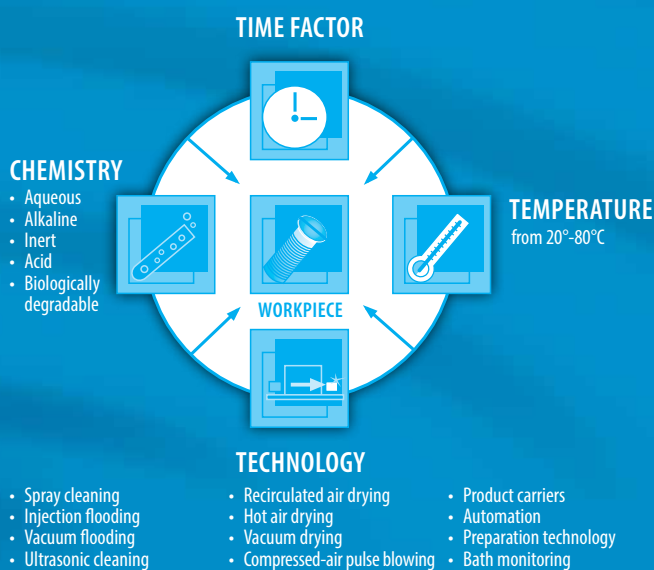 TIME FACTOR
CHEMISTRY
• Aqueous
• Alkaline
• Inert
• Acid
• Biologically
degradable
TEMPERATURE
from 20°-80°C
WORKPIECE
TECHNOLOGY
• Spray cleaning
• Injection flooding
• Vacuum flooding
• Ultrasonic cleaning
• Recirculated air drying
• Hot air drying
• Vacuum drying
• Compressed-air pulse blowing
• Product carriers
• Automation
• Preparation technology
• Bath monitoring